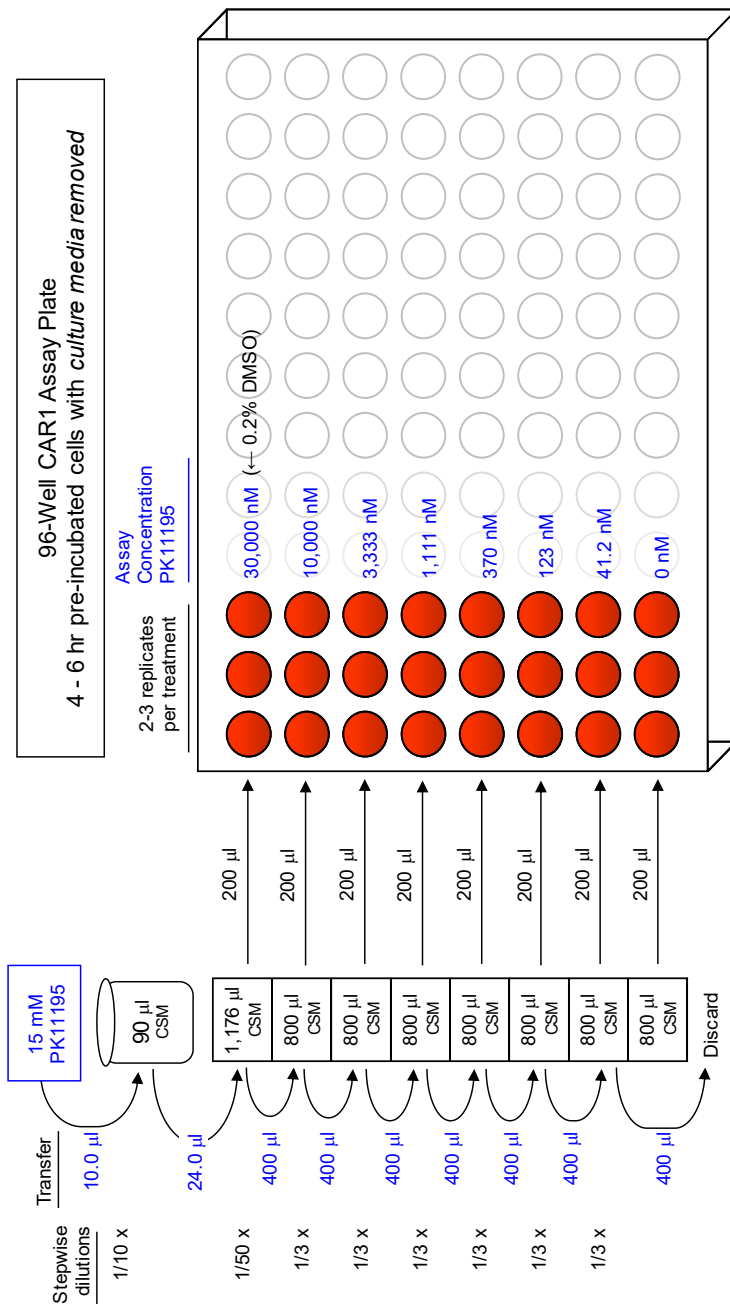 96-Well CAR1 Assay Plate
4 - 6 hr pre-incubated cells with culture media removed
Stepwise
dilutions
Transfer
2-3 replicates
per treatment
Assay
Concentration
PK11195
15 mM
PK11195
1/10 x
10.0 µl
90 µl
CSM
24.0 µl
1/50 x
1,176 µl
CSM
200 µl
30,000 nM
(← 0.2% DMSO)
400 µl
1/3 x
800 µl
CSM
200 µl
10,000 nM
400 µl
1/3 x
800 µl
CSM
200 µl
3,333 nM
400 µl
1/3 x
800 µl
CSM
200 µl
1,111 nM
400 µl
1/3 x
800 µl
CSM
200 µl
370 nM
400 µl
1/3 x
800 µl
CSM
200 µl
123 nM
400 µl
1/3 x
800 µl
CSM
200 µl
41.2 nM
400 µl
800 µl
CSM
200 µl
0 nM
Discard